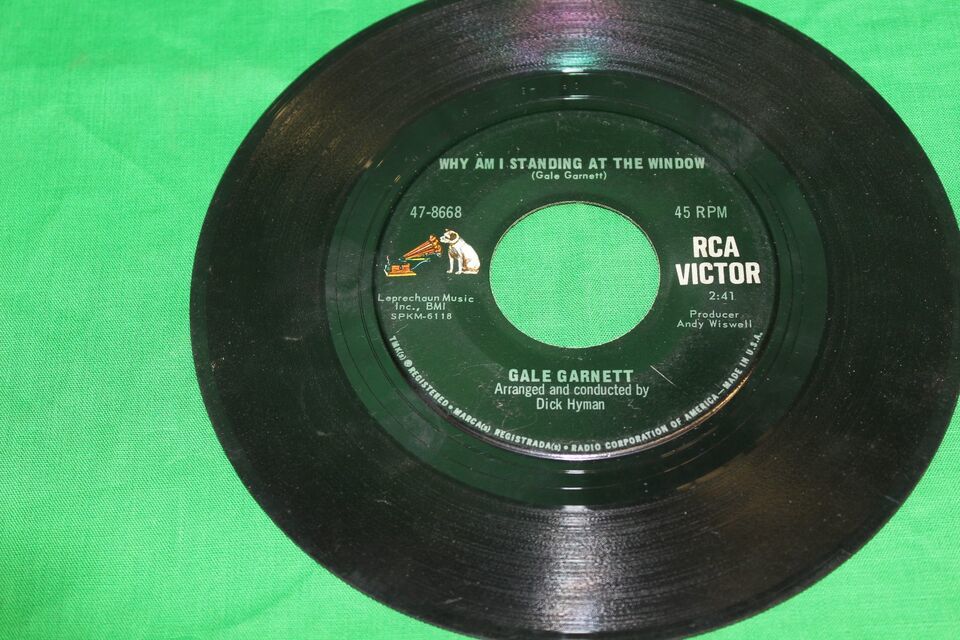 WHY AM I STANDING AT THE WINDOW
(Gale Garnett)
47-8668
45 RPM
RCA
VICTOR
2:41
Leprechaun Music
Inc., BMI
SPKM-6118
Producer
Andy Wiswell
GALE GARNETT
Arranged and conducted by
Dick Hyman
TMK(s) ® REGISTERED • MARCA(s) REGISTRADA(s) • RADIO CORPORATION OF AMERICA—MADE IN U.S.A.